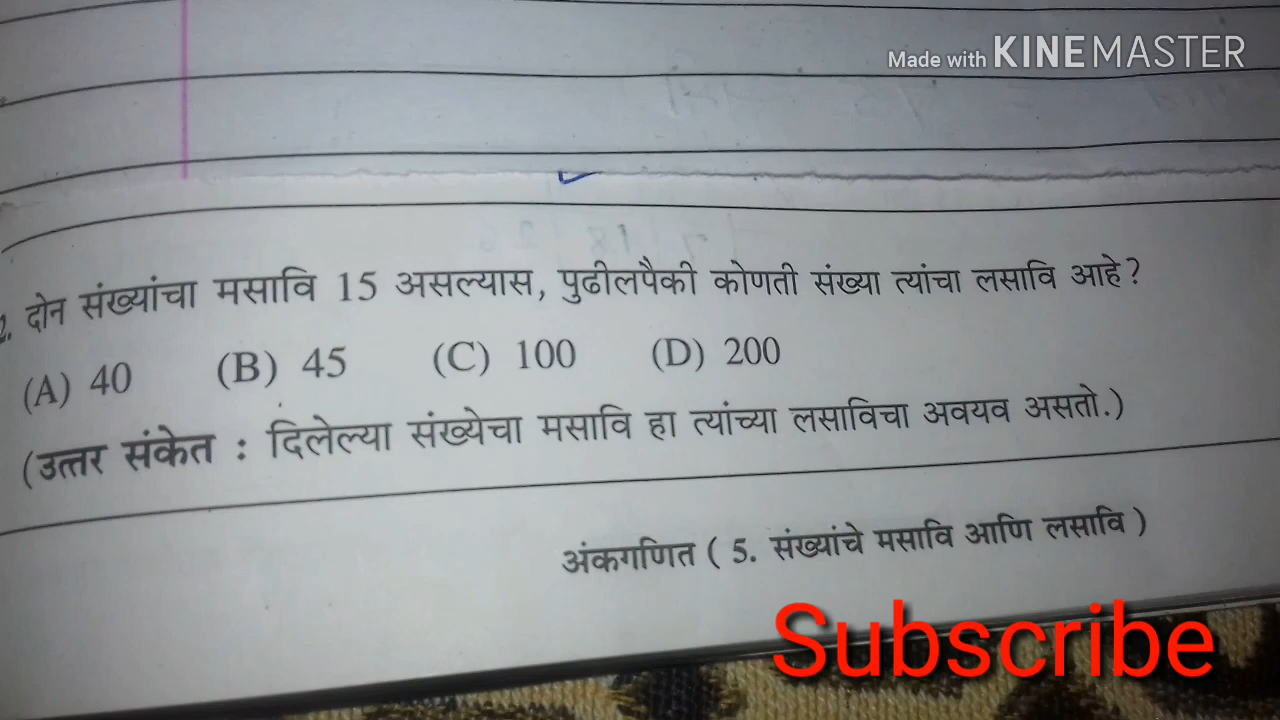 Made with KINEMASTER
2. दोन संख्यांचा मसावि 15 असल्यास, पुढीलपैकी कोणती संख्या त्यांचा लसावि आहे?
(A) 40 (B) 45 (C) 100 (D) 200
(उत्तर संकेत : दिलेल्या संख्येचा मसावि हा त्यांच्या लसाविचा अवयव असतो.)
अंकगणित ( 5. संख्यांचे मसावि आणि लसावि )
Subscribe